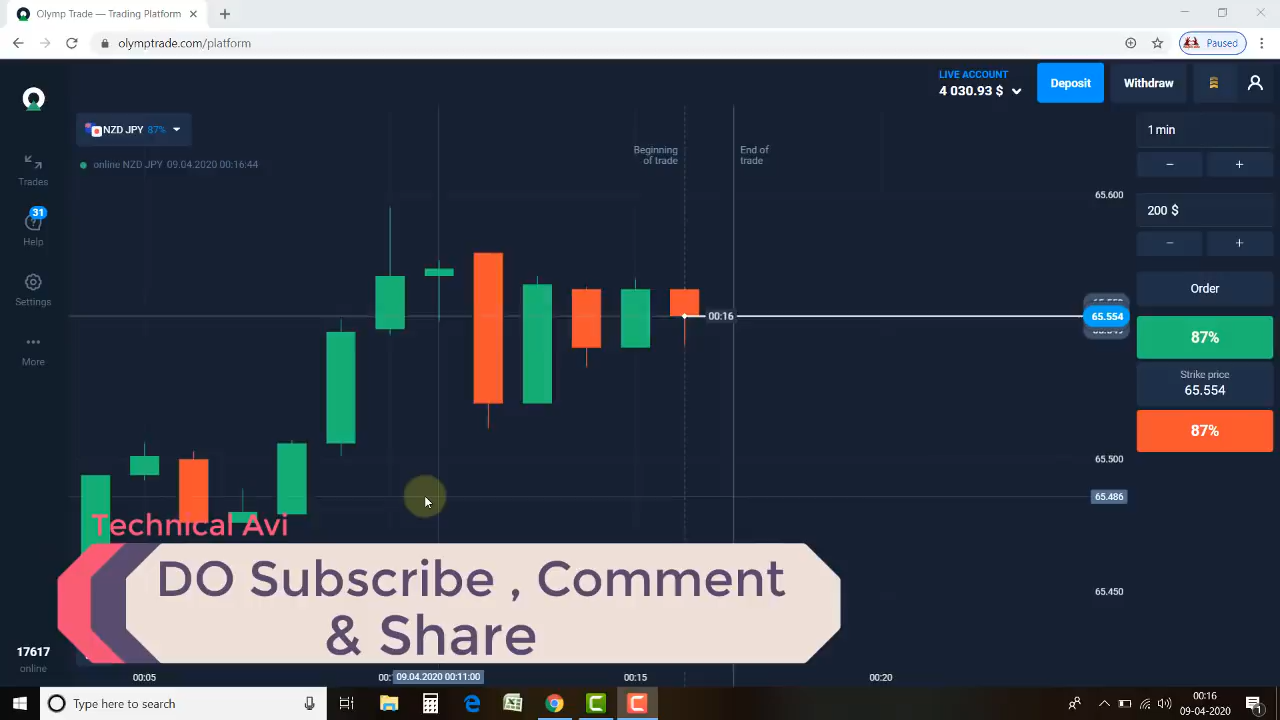 Olymp Trade — Trading Platform
olymptrade.com/platform
Paused
LIVE ACCOUNT
4 030.93 $
Deposit
Withdraw
NZD JPY 87%
online NZD JPY 09.04.2020 00:16:44
Trades
31
Help
Settings
More
17617
online
Beginning
of trade
End of
trade
00:16
65.600
65.554
65.500
65.486
65.450
1 min
－ +
200 $
－ +
Order
87%
Strike price
65.554
87%
Technical Avi
DO Subscribe , Comment
& Share
00:05
09.04.2020 00:11:00
00:15
00:20
Type here to search
00:16
09-04-2020
1